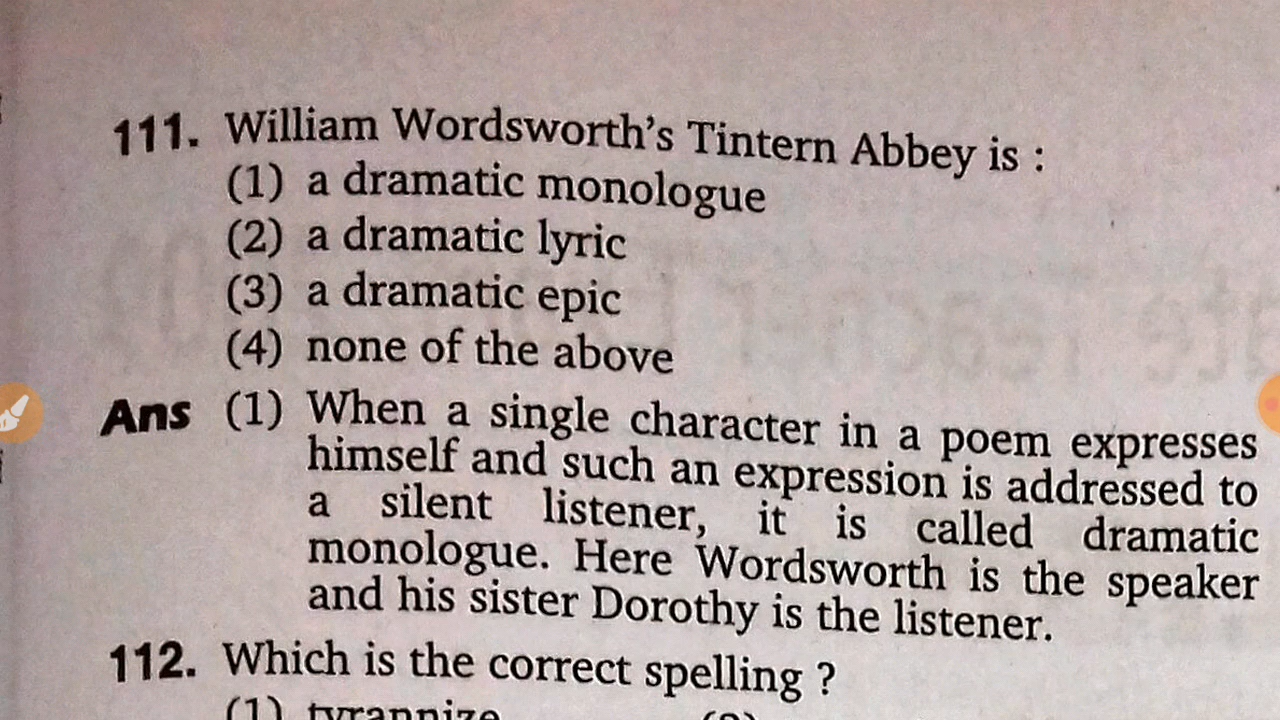 111. William Wordsworth's Tintern Abbey is :
(1) a dramatic monologue
(2) a dramatic lyric
(3) a dramatic epic
(4) none of the above
Ans (1) When a single character in a poem expresses
himself and such an expression is addressed to
a silent listener, it is called dramatic
monologue. Here Wordsworth is the speaker
and his sister Dorothy is the listener.
112. Which is the correct spelling ?
(1) tyrannize (2)